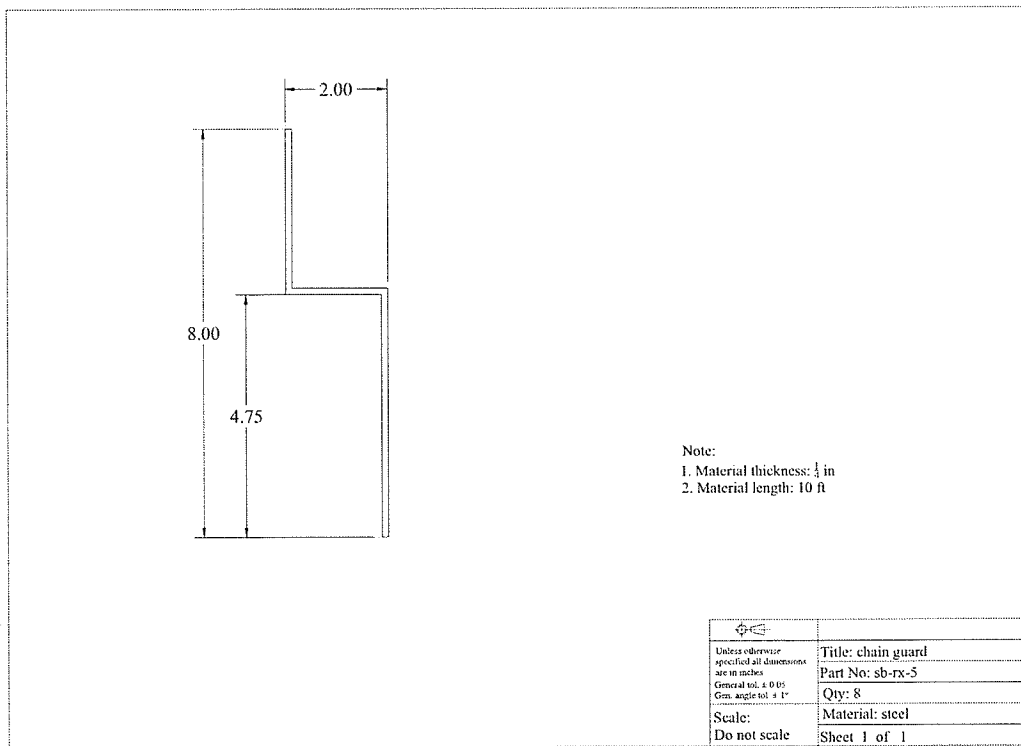 2.00
8.00
4.75
Note:
1. Material thickness: ¼ in
2. Material length: 10 ft
Unless otherwise
specified all dimensions
are in inches
General tol. ± 0.05
Gen. angle tol. ± 1°
Scale:
Do not scale
Title: chain guard
Part No: sb-rx-5
Qty: 8
Material: steel
Sheet 1 of 1